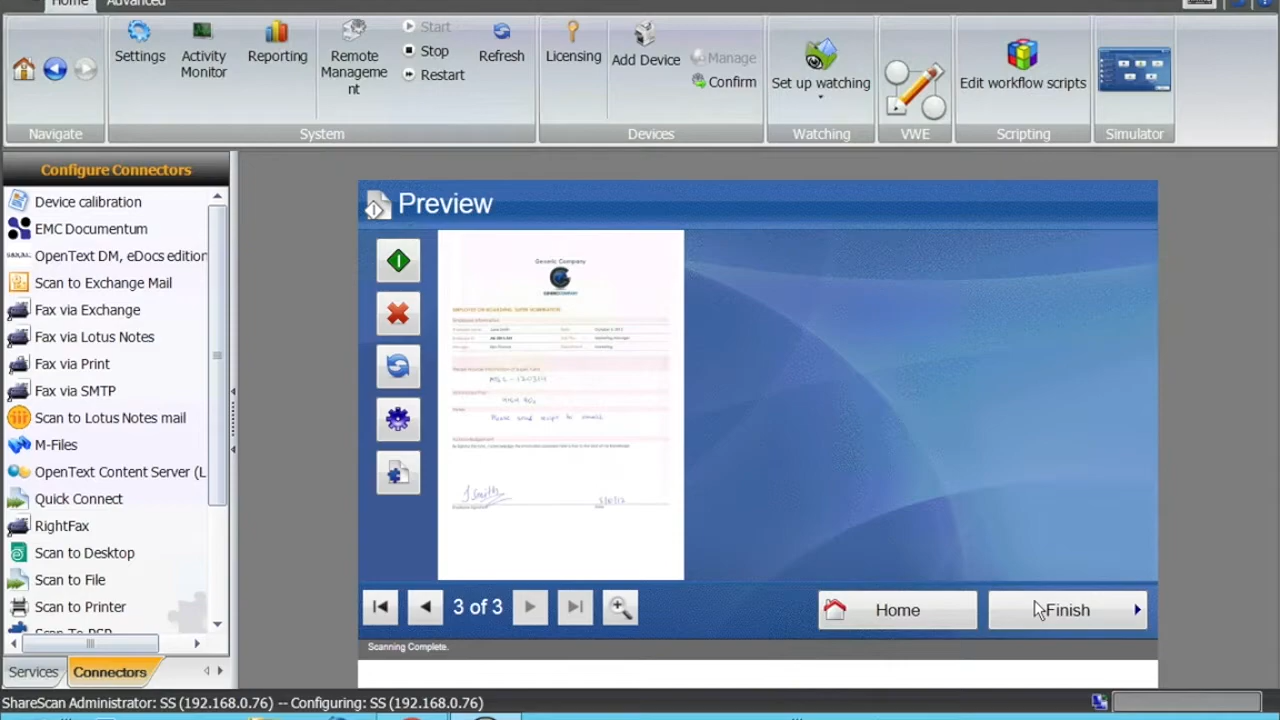 Home Advanced
Settings
Activity Monitor
Reporting
Remote Manageme nt
Start
Stop
Restart
Refresh
Licensing
Add Device
Manage
Confirm
Set up watching
Edit workflow scripts
Navigate
System
Devices
Watching
VWE
Scripting
Simulator
Configure Connectors
Device calibration
EMC Documentum
OpenText DM, eDocs edition
Scan to Exchange Mail
Fax via Exchange
Fax via Lotus Notes
Fax via Print
Fax via SMTP
Scan to Lotus Notes mail
M-Files
OpenText Content Server (L
Quick Connect
RightFax
Scan to Desktop
Scan to File
Scan to Printer
Services
Connectors
Preview
Generic Company
3 of 3
Home
Finish
Scanning Complete.
ShareScan Administrator: SS (192.168.0.76) -- Configuring: SS (192.168.0.76)